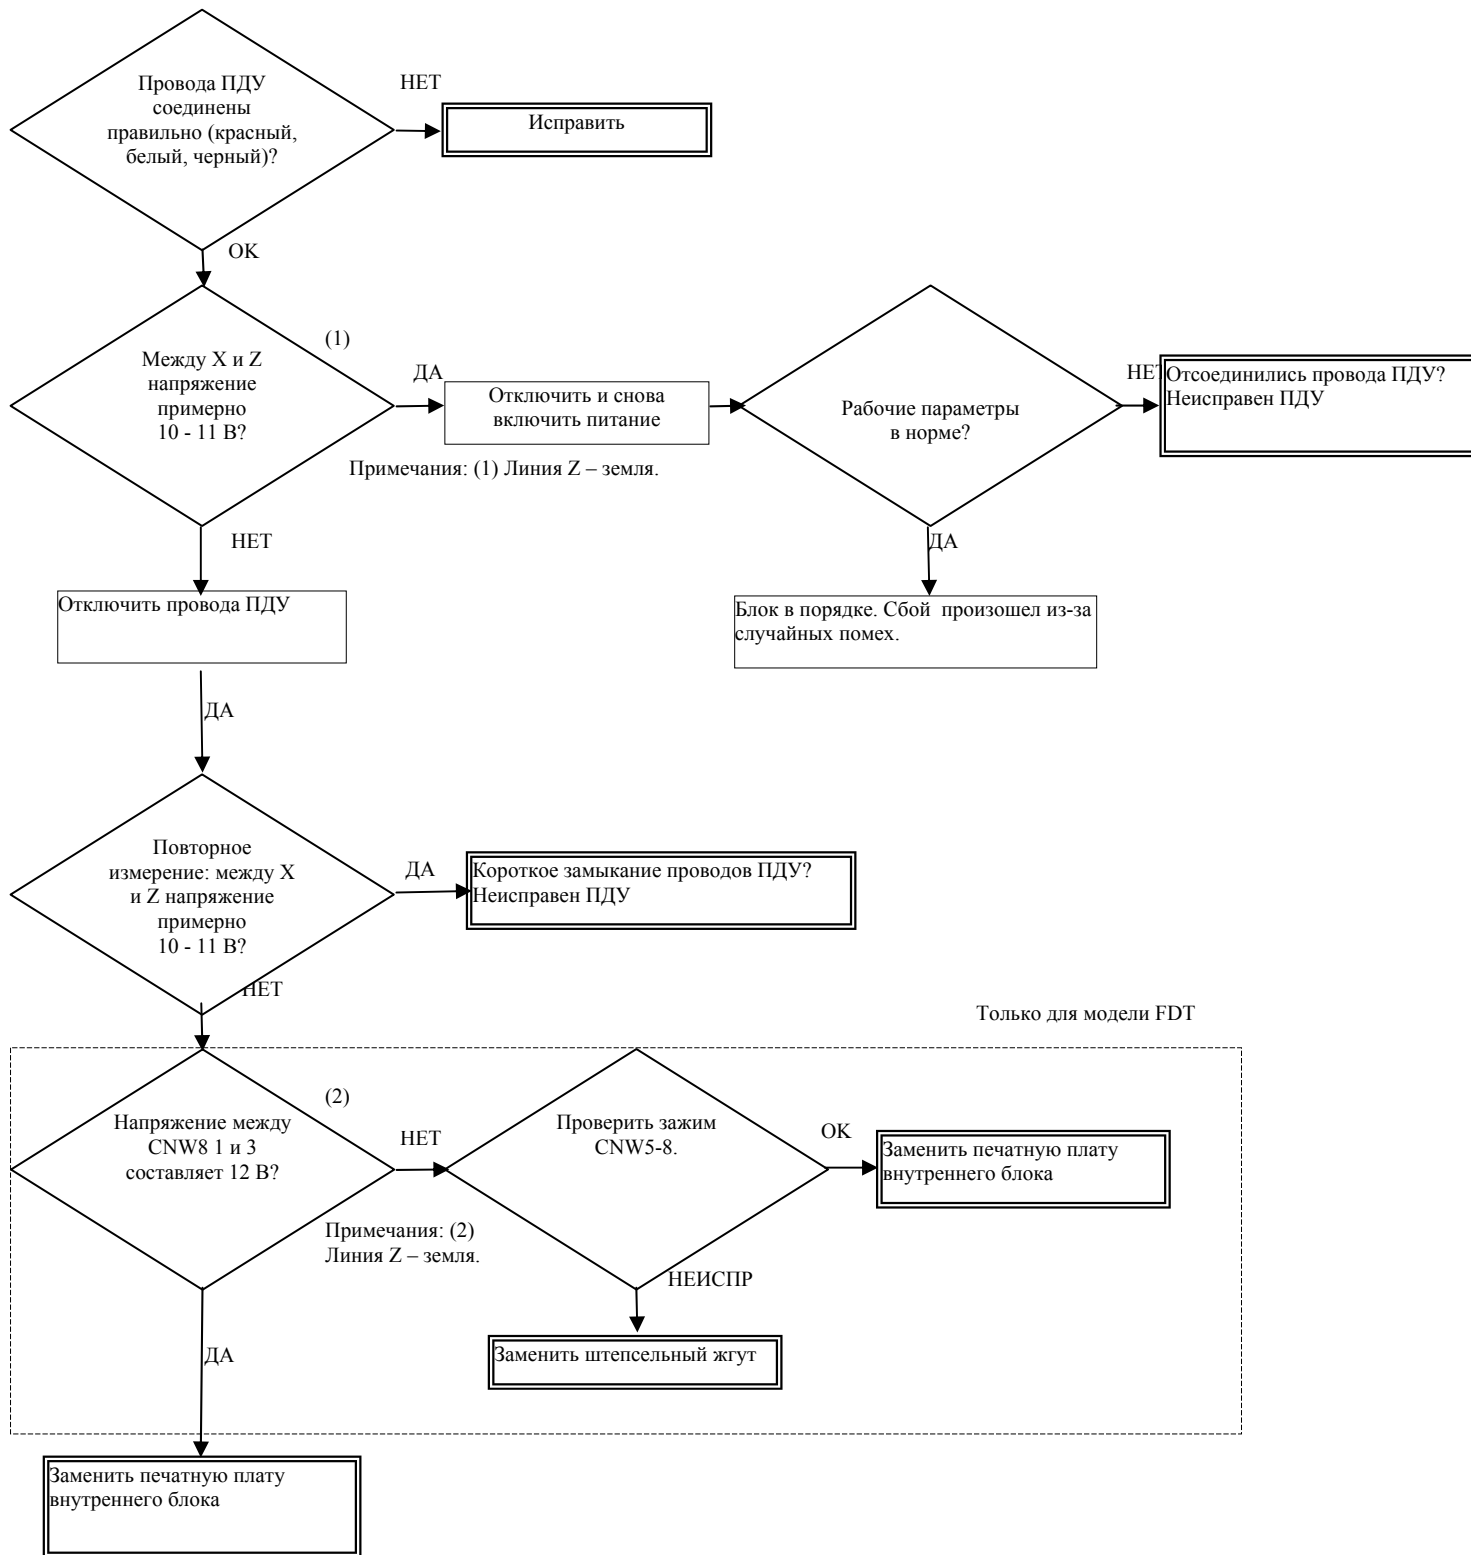 Провода ПДУ
соединены
правильно (красный,
белый, черный)?
НЕТ
Исправить
OK
(1)
Между X и Z
напряжение
примерно
10 - 11 В?
ДА
Отключить и снова
включить питание
Рабочие параметры
в норме?
НЕТ
Отсоединились провода ПДУ?
Неисправен ПДУ
Примечания: (1) Линия Z – земля.
НЕТ
ДА
Отключить провода ПДУ
Блок в порядке. Сбой произошел из-за
случайных помех.
ДА
Повторное
измерение: между X
и Z напряжение
примерно
10 - 11 В?
ДА
Короткое замыкание проводов ПДУ?
Неисправен ПДУ
НЕТ
Только для модели FDT
(2)
Напряжение между
CNW8 1 и 3
составляет 12 В?
НЕТ
Проверить зажим
CNW5-8.
OK
Заменить печатную плату
внутреннего блока
Примечания: (2)
Линия Z – земля.
НЕИСПР
Заменить штепсельный жгут
ДА
Заменить печатную плату
внутреннего блока